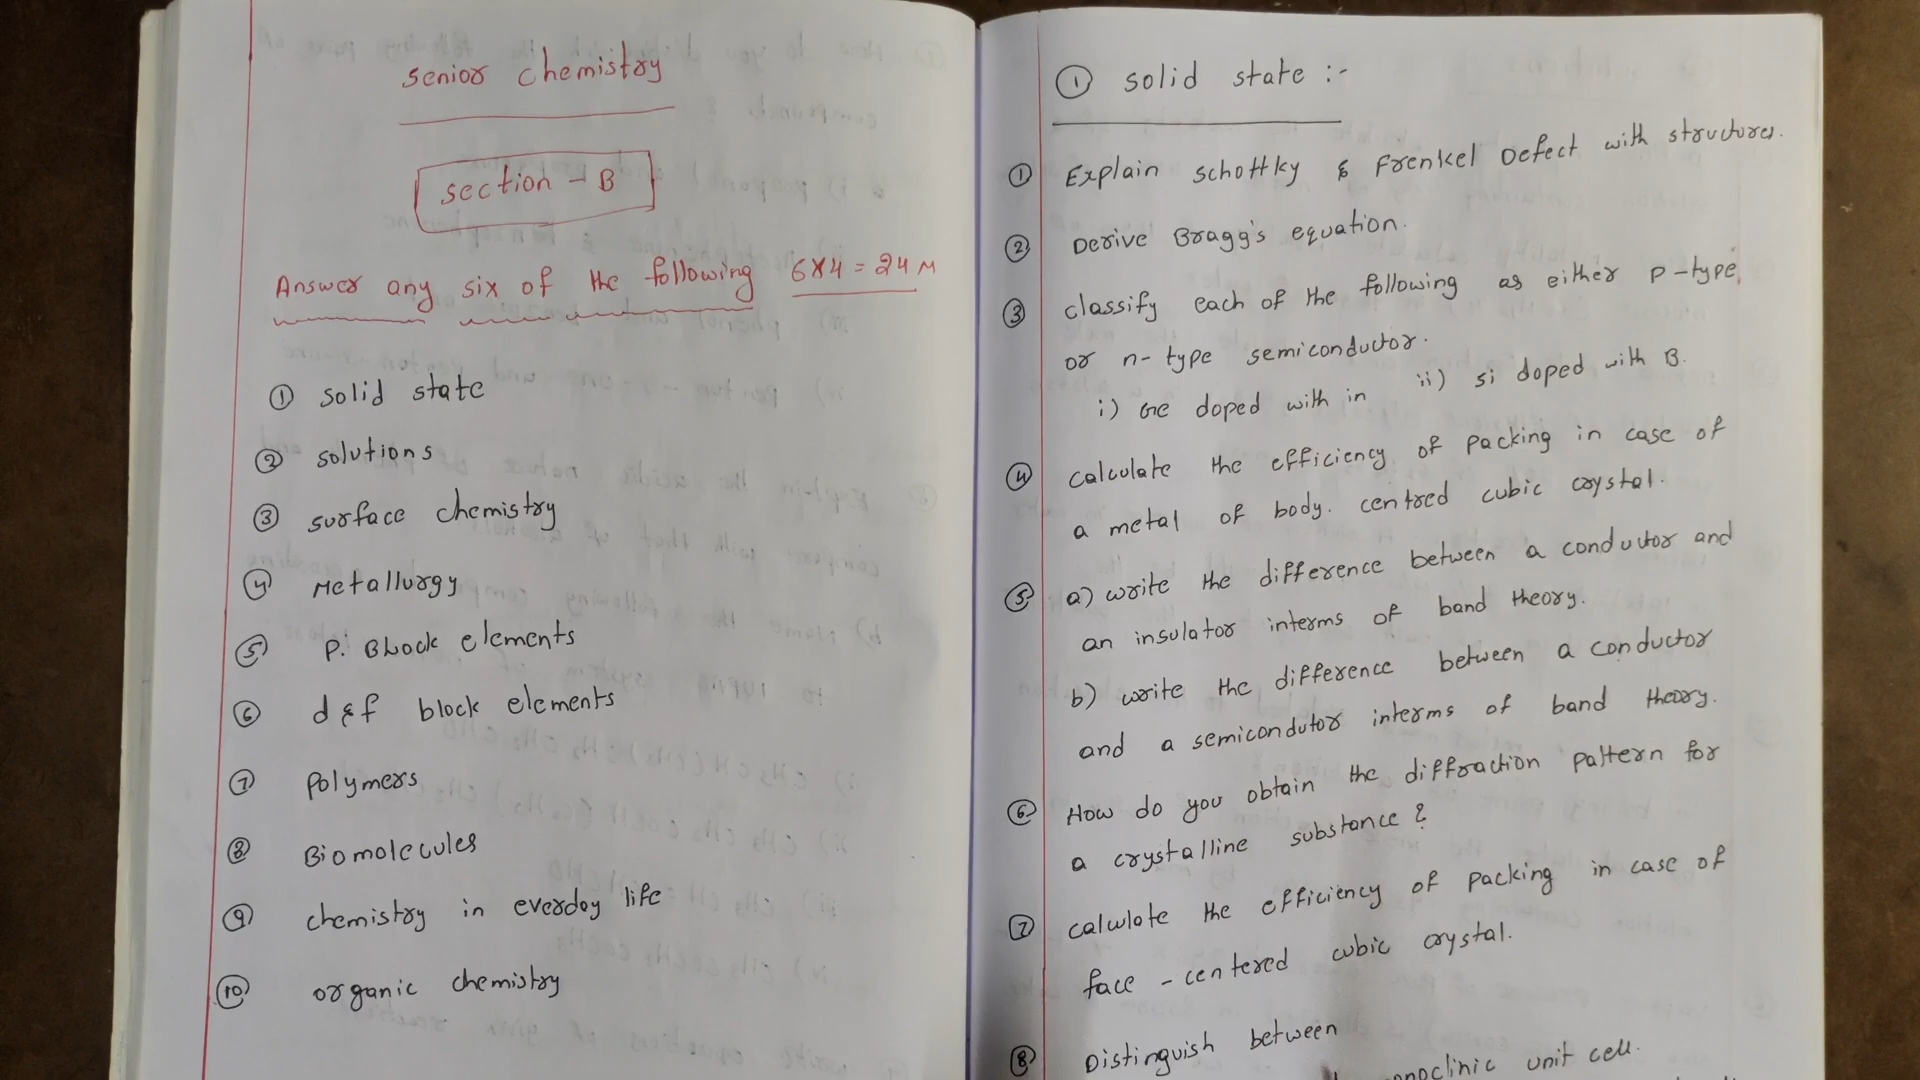 Senior chemistry
section - B
Answer any six of the following 6x4 = 24 M
① solid state
② solutions
③ surface chemistry
④ Metallurgy
⑤ P. Block elements
⑥ d & f block elements
⑦ polymers
⑧ Biomolecules
⑨ chemistry in everday life
⑩ organic chemistry
① solid state :-
① Explain schottky & Frenkel Defect with structures.
② Derive Bragg's equation.
③ classify each of the following as either p-type,
or n-type semiconductor.
i) Ge doped with in ii) si doped with B.
④ calculate the efficiency of packing in case of
a metal of body. centred cubic crystal.
⑤ a) write the difference between a conductor and
an insulator interms of band theory.
b) write the difference between a conductor
and a semicondutor interms of band theory.
⑥ How do you obtain the diffraction pattern for
a crystalline substance ?
⑦ calculate the efficiency of packing in case of
face - centered cubic crystal.
⑧ Distinguish between
unit cell.